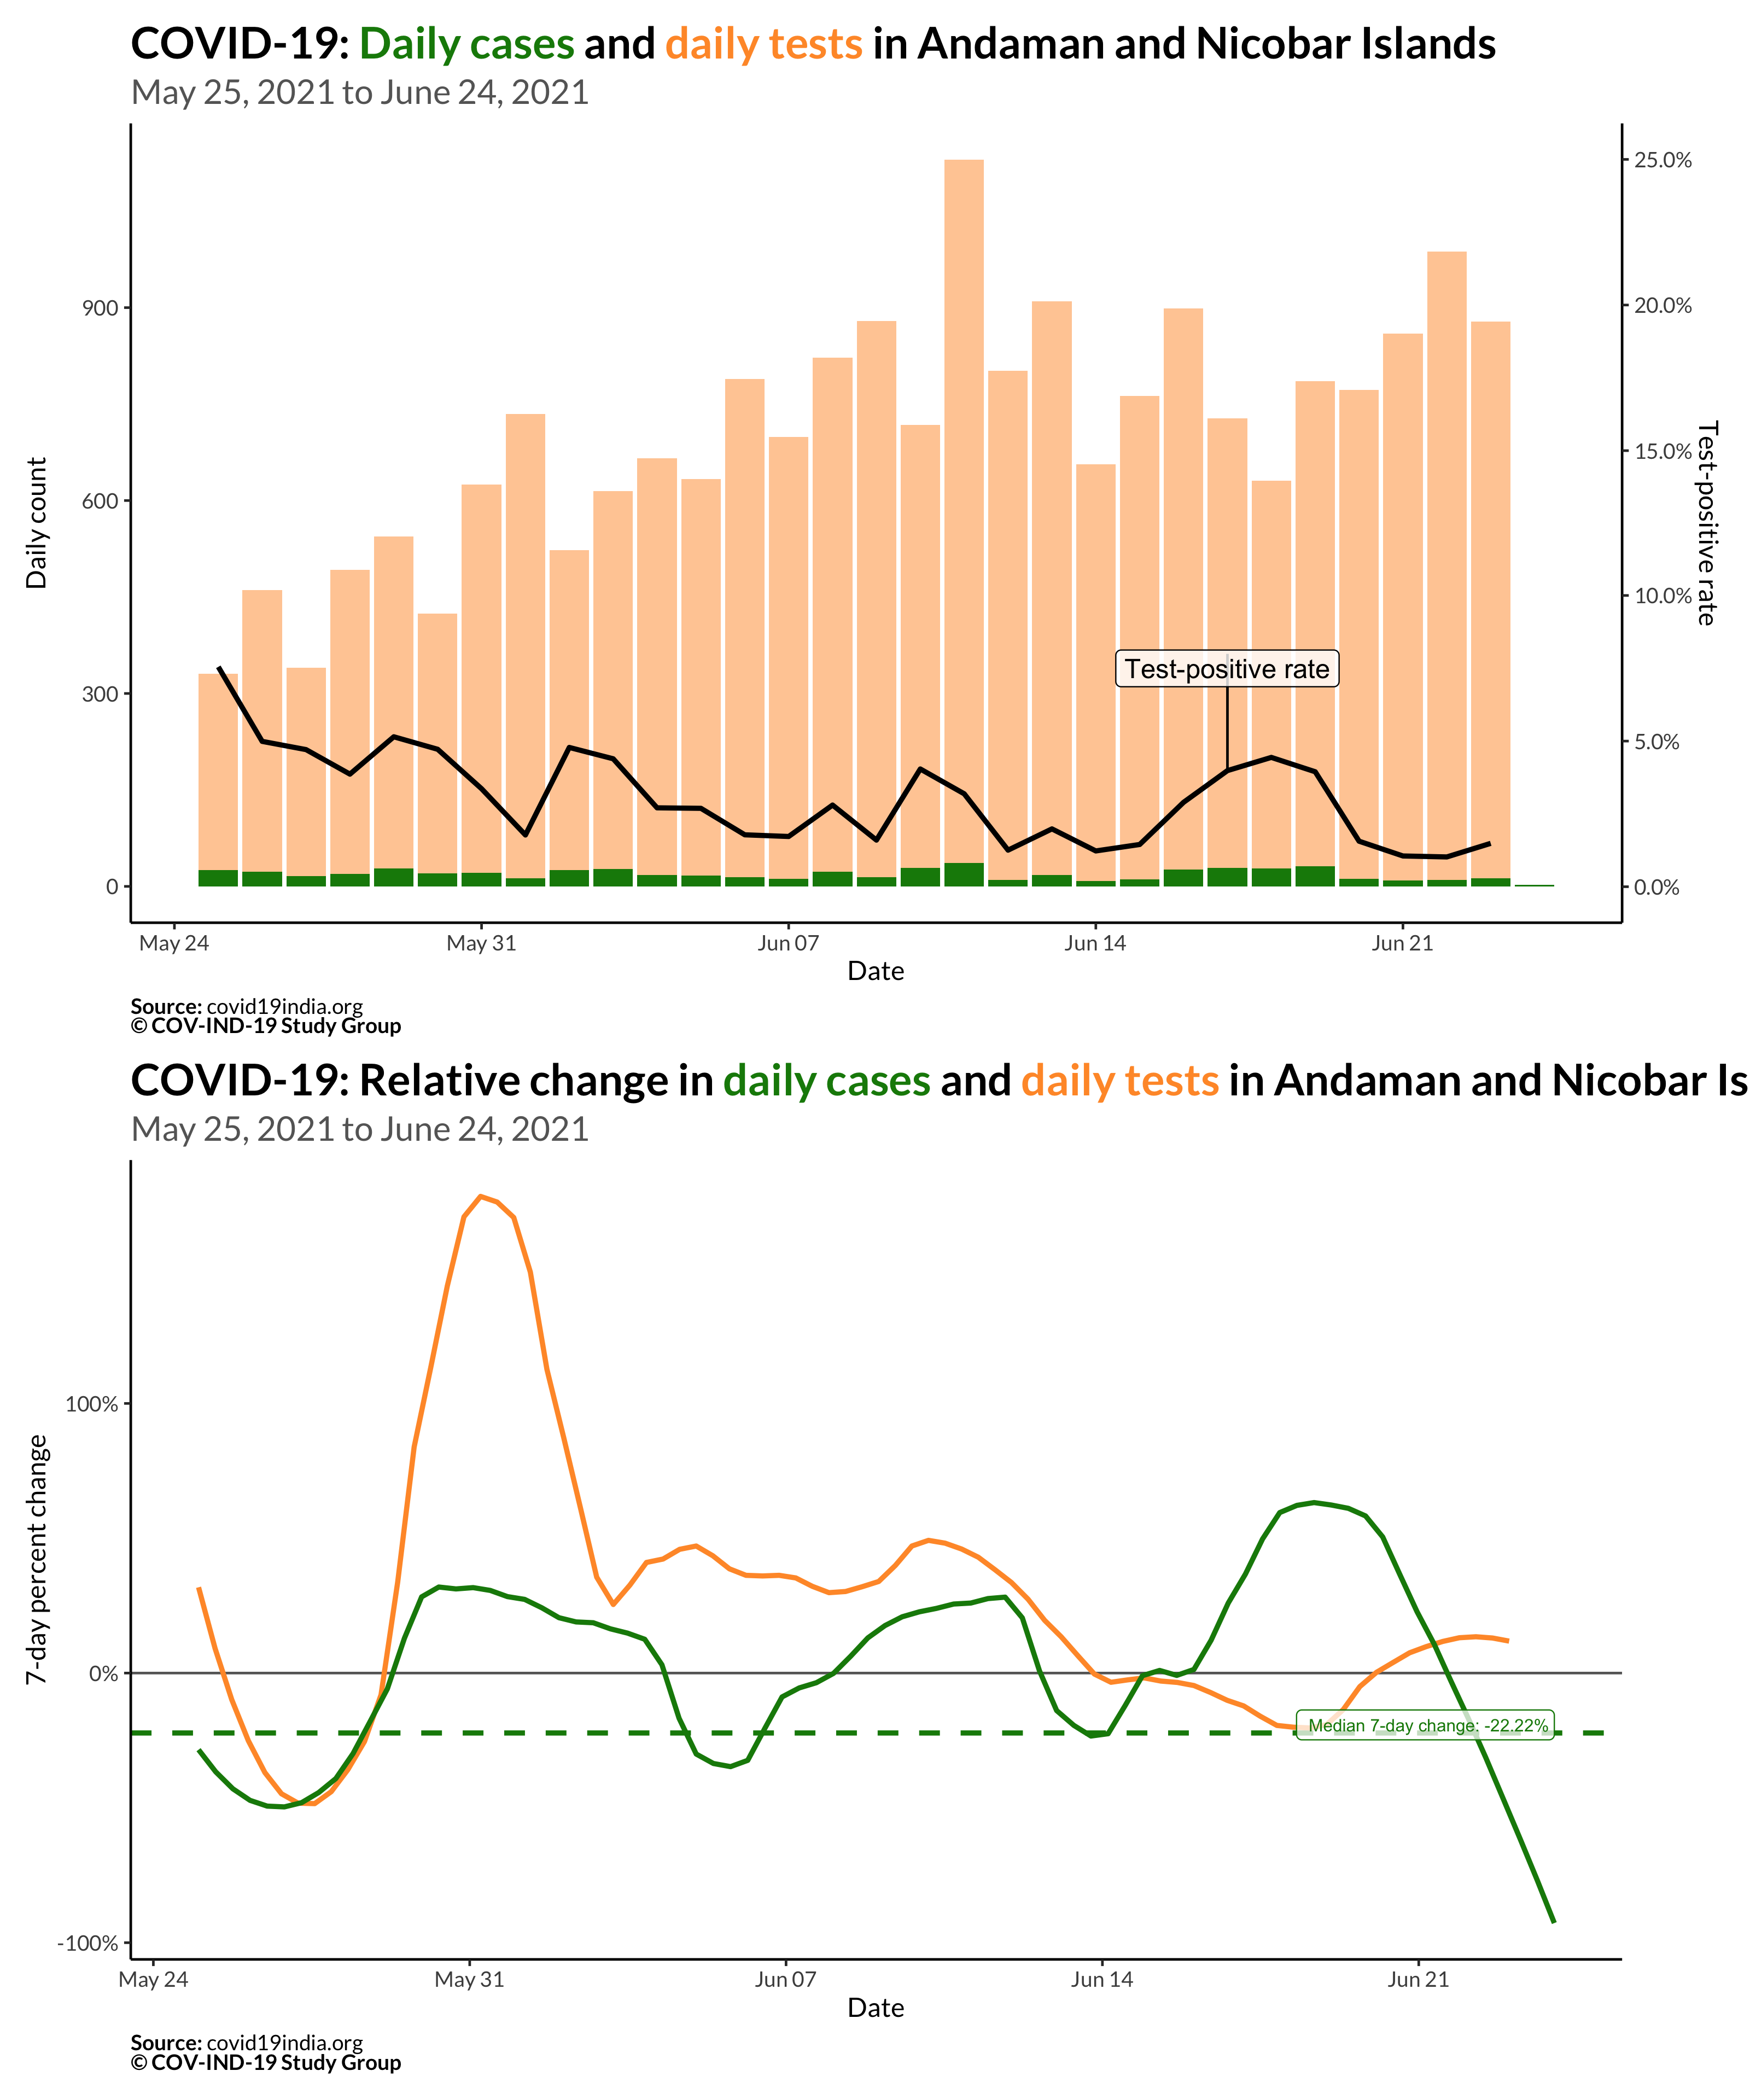 COVID-19: Daily cases and daily tests in Andaman and Nicobar Islands
May 25, 2021 to June 24, 2021
Daily count
900
600
300
0
25.0%
20.0%
15.0%
10.0%
5.0%
0.0%
Test-positive rate
Test-positive rate
May 24
May 31
Jun 07
Jun 14
Jun 21
Date
Source: covid19india.org
© COV-IND-19 Study Group
COVID-19: Relative change in daily cases and daily tests in Andaman and Nicobar Is
May 25, 2021 to June 24, 2021
7-day percent change
100%
0%
-100%
Median 7-day change: -22.22%
May 24
May 31
Jun 07
Jun 14
Jun 21
Date
Source: covid19india.org
© COV-IND-19 Study Group